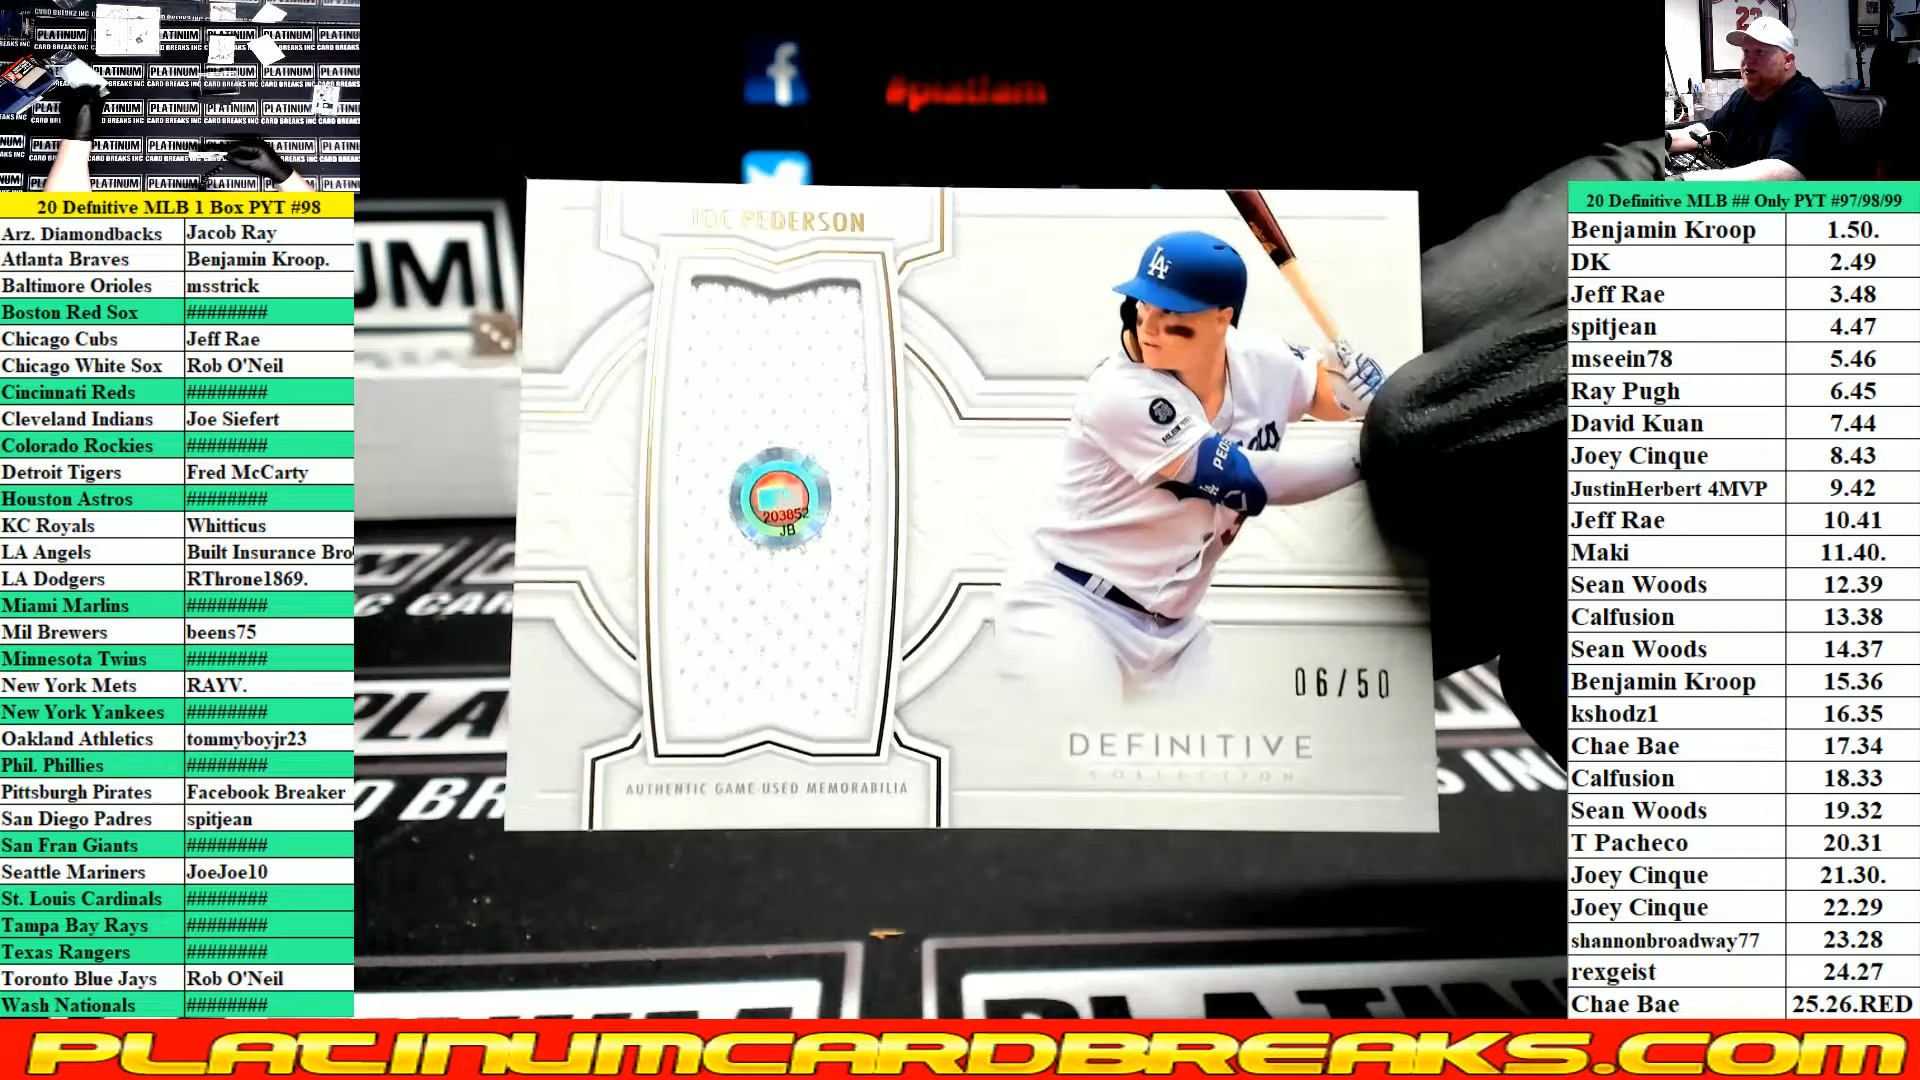 20 Defnitive MLB 1 Box PYT #98
Arz. Diamondbacks Jacob Ray
Atlanta Braves Benjamin Kroop.
Baltimore Orioles msstrick
Boston Red Sox ########
Chicago Cubs Jeff Rae
Chicago White Sox Rob O'Neil
Cincinnati Reds ########
Cleveland Indians Joe Siefert
Colorado Rockies ########
Detroit Tigers Fred McCarty
Houston Astros ########
KC Royals Whitticus
LA Angels Built Insurance Bro
LA Dodgers RThrone1869.
Miami Marlins ########
Mil Brewers beens75
Minnesota Twins ########
New York Mets RAYV.
New York Yankees ########
Oakland Athletics tommyboyjr23
Phil. Phillies ########
Pittsburgh Pirates Facebook Breaker
San Diego Padres spitjean
San Fran Giants ########
Seattle Mariners JoeJoe10
St. Louis Cardinals ########
Tampa Bay Rays ########
Texas Rangers ########
Toronto Blue Jays Rob O'Neil
Wash Nationals ########
#platfam
JOC PEDERSON
203852
JB
06/50
DEFINITIVE
COLLECTION
AUTHENTIC GAME-USED MEMORABILIA
20 Definitive MLB ## Only PYT #97/98/99
Benjamin Kroop 1.50.
DK 2.49
Jeff Rae 3.48
spitjean 4.47
mseein78 5.46
Ray Pugh 6.45
David Kuan 7.44
Joey Cinque 8.43
JustinHerbert 4MVP 9.42
Jeff Rae 10.41
Maki 11.40.
Sean Woods 12.39
Calfusion 13.38
Sean Woods 14.37
Benjamin Kroop 15.36
kshodz1 16.35
Chae Bae 17.34
Calfusion 18.33
Sean Woods 19.32
T Pacheco 20.31
Joey Cinque 21.30.
Joey Cinque 22.29
shannonbroadway77 23.28
rexgeist 24.27
Chae Bae 25.26.RED
PLATINUMCARDBREAKS.COM